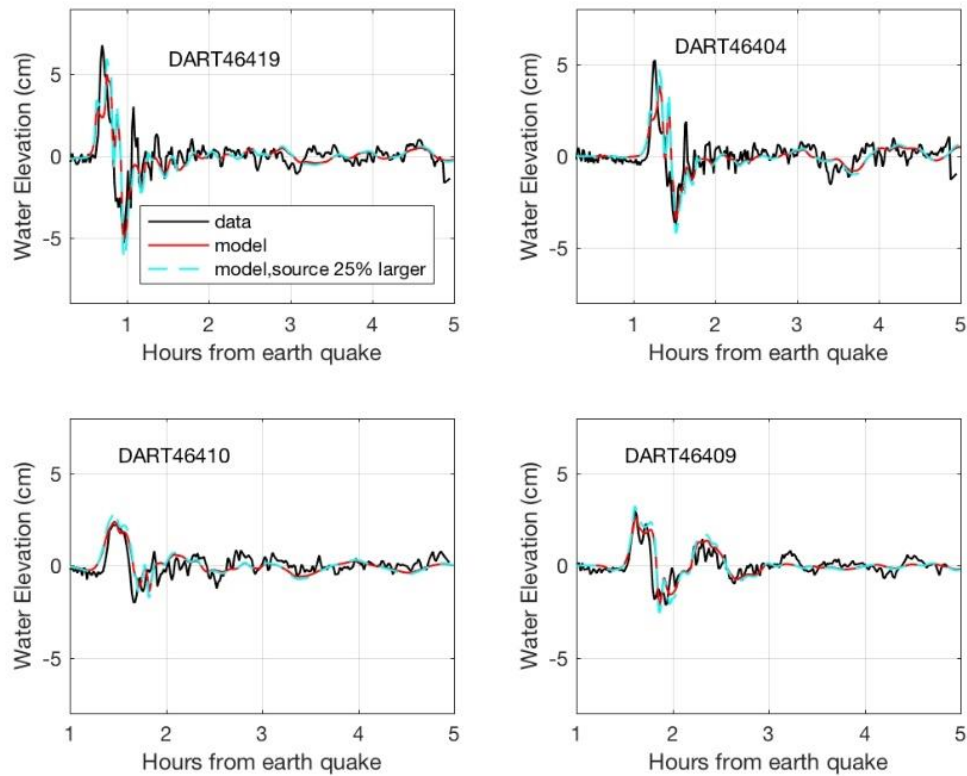 DART46419
5
0
-5
Water Elevation (cm)
data
model
model,source 25% larger
1 2 3 4 5
Hours from earth quake
DART46404
5
0
-5
Water Elevation (cm)
1 2 3 4 5
Hours from earth quake
DART46410
5
0
-5
Water Elevation (cm)
1 2 3 4 5
Hours from earth quake
DART46409
5
0
-5
Water Elevation (cm)
1 2 3 4 5
Hours from earth quake